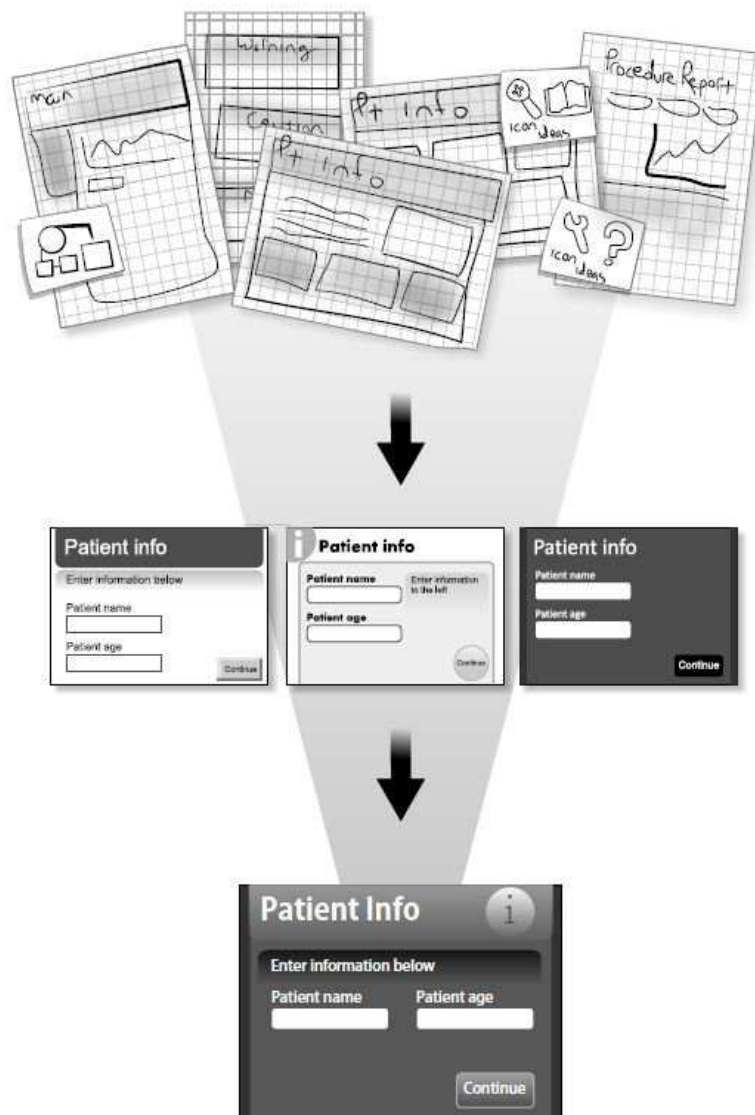 Main
Warning
Caution
Pt Info
Pt Info
icon
ideas
Procedure Report
icon
ideas
Patient info
Enter information below
Patient name
Patient age
Continue
i
Patient info
Patient name
Enter information
to the left
Patient age
Continue
Patient info
Patient name
Patient age
Continue
Patient Info
i
Enter information below
Patient name
Patient age
Continue